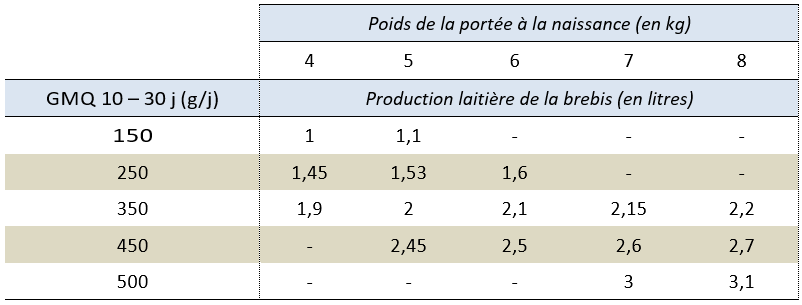 Poids de la portée à la naissance (en kg)
4 5 6 7 8
GMQ 10 – 30 j (g/j) Production laitière de la brebis (en litres)
150 1 1,1 - - -
250 1,45 1,53 1,6 - -
350 1,9 2 2,1 2,15 2,2
450 - 2,45 2,5 2,6 2,7
500 - - - 3 3,1